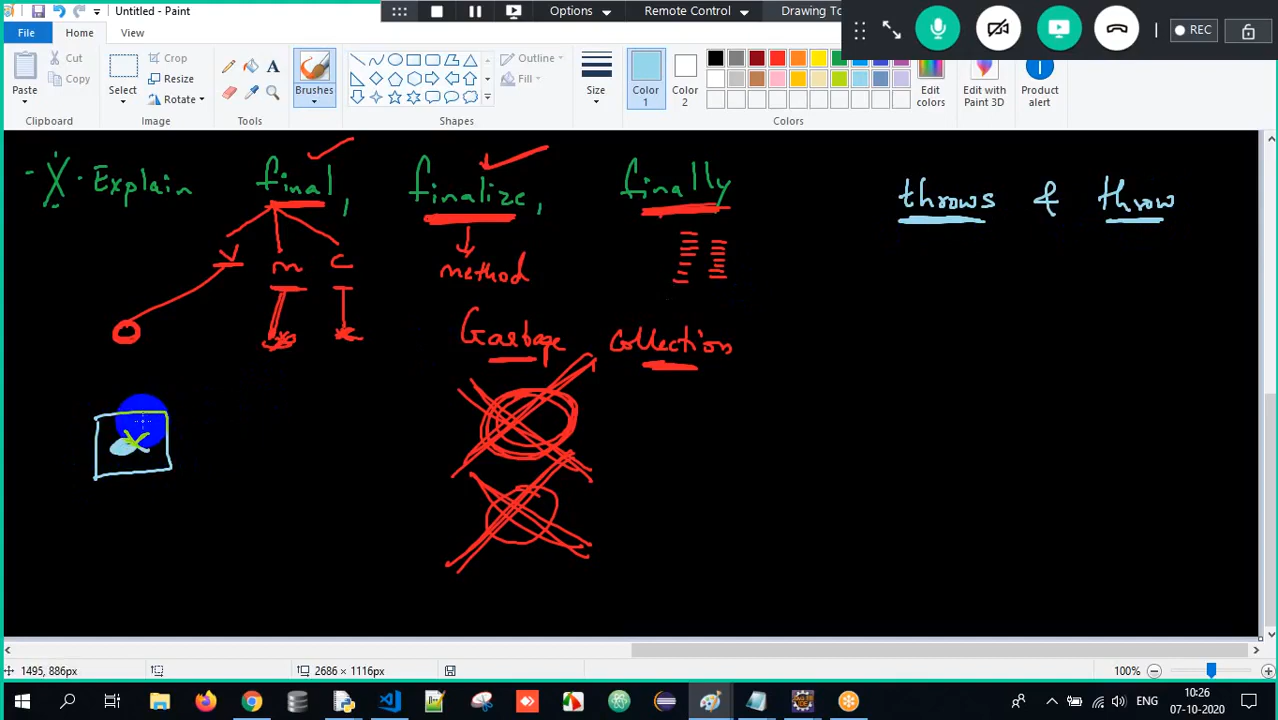 Untitled - Paint
Options
Remote Control
Drawing To
REC
File
Home
View
Paste
Cut
Copy
Clipboard
Select
Crop
Resize
Rotate
Image
Tools
Brushes
Outline
Fill
Shapes
Size
Color 1
Color 2
Edit colors
Colors
Edit with Paint 3D
Product alert
Explain final, finalize, finally
throws & throw
V m C
method
Garbage Collection
1495, 886px
2686 × 1116px
100%
ENG
10:26
07-10-2020